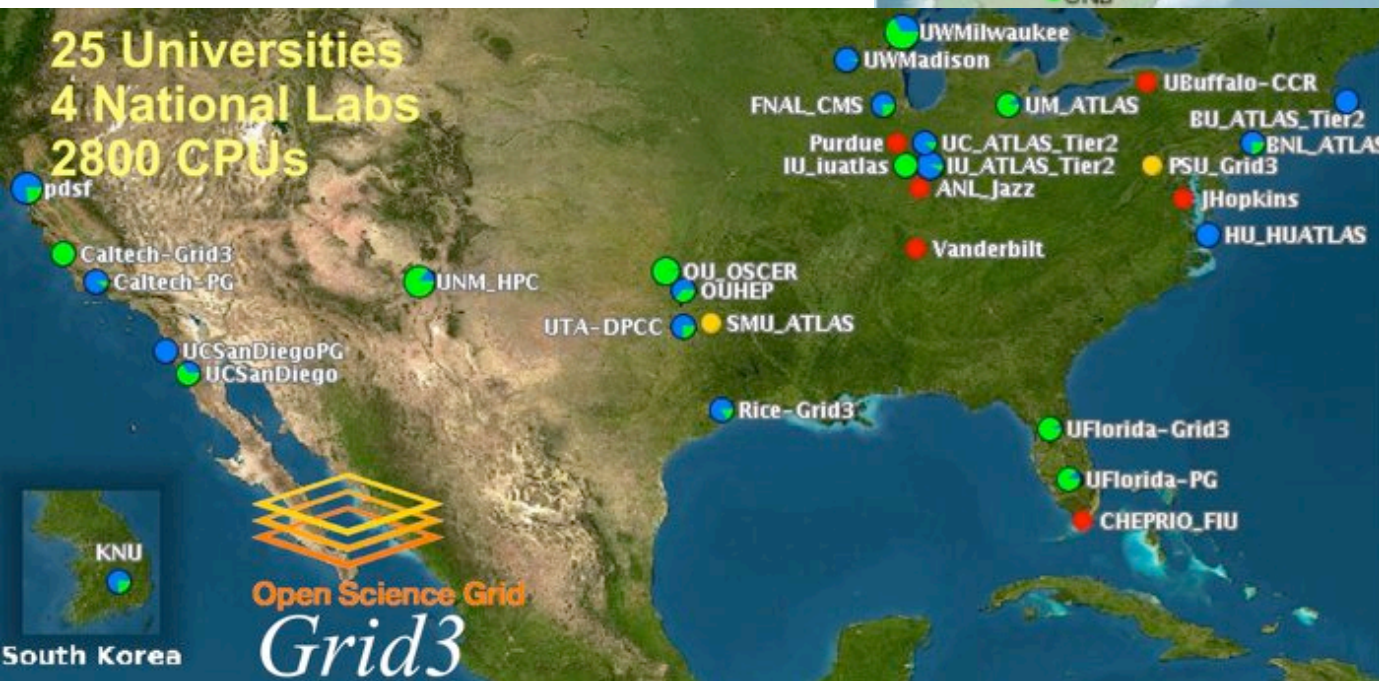 25 Universities
4 National Labs
2800 CPUs
UWMilwaukee
UWMadison
FNAL_CMS
UM_ATLAS
UBuffalo-CCR
BU_ATLAS_Tier2
Purdue
UC_ATLAS_Tier2
BNL_ATLAS
IU_iuatlas
IU_ATLAS_Tier2
PSU_Grid3
ANL_Jazz
JHopkins
pdsf
HU_HUATLAS
Vanderbilt
Caltech-Grid3
Caltech-PG
UNM_HPC
OU_OSCER
OUHEP
UTA-DPCC
SMU_ATLAS
UCSanDiegoPG
UCSanDiego
Rice-Grid3
UFlorida-Grid3
UFlorida-PG
CHEPRIO_FIU
KNU
South Korea
Open Science Grid
Grid3